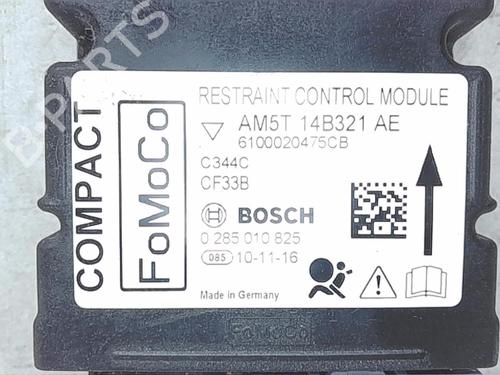 COMPACT
FoMoCo
RESTRAINT CONTROL MODULE
AM5T 14B321 AE
6100020475CB
C344C
CF33B
BOSCH
0 285 010 825
085 10-11-16
Made in Germany
FoMoCo
B-PARTS